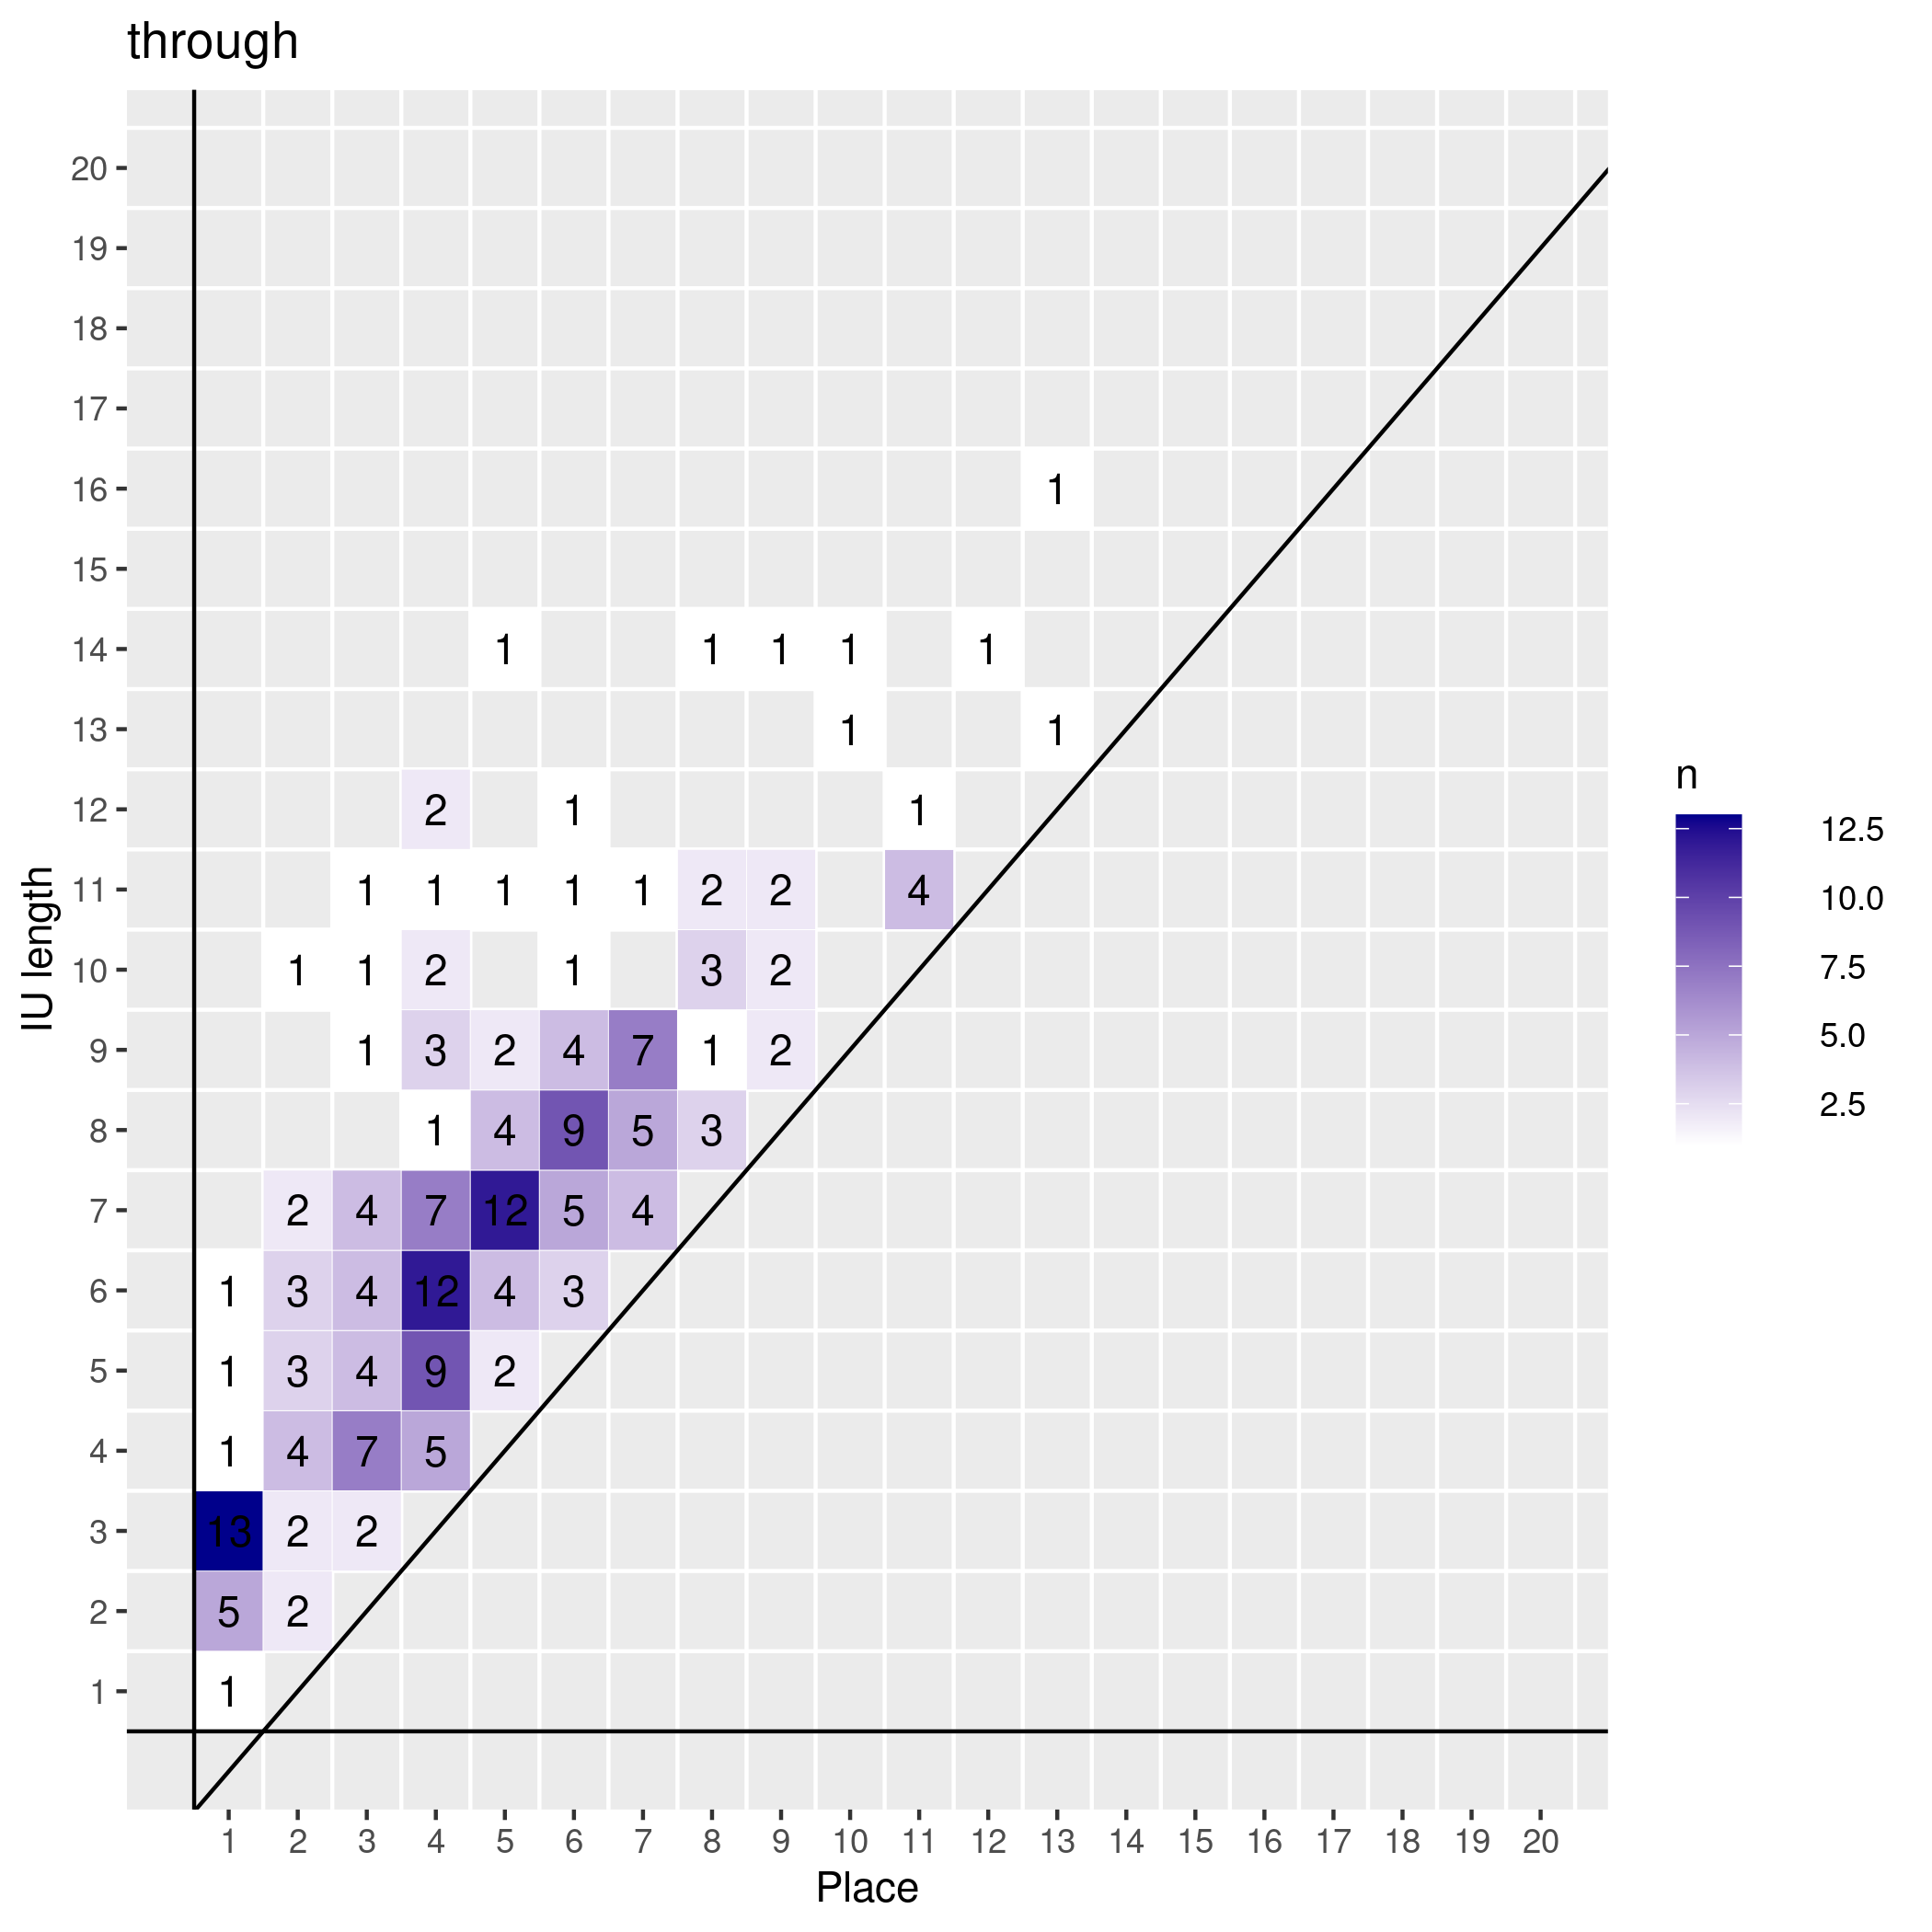 through
20
19
18
17
16 1
15
14 1 1 1 1 1
13 1 1
12 2 1 1
11 1 1 1 1 1 2 2 4
10 1 1 2 1 3 2
9 1 3 2 4 7 1 2
8 1 4 9 5 3
7 2 4 7 12 5 4
6 1 3 4 12 4 3
5 1 3 4 9 2
4 1 4 7 5
3 13 2 2
2 5 2
1 1
1 2 3 4 5 6 7 8 9 10 11 12 13 14 15 16 17 18 19 20
Place
IU length
n
12.5
10.0
7.5
5.0
2.5